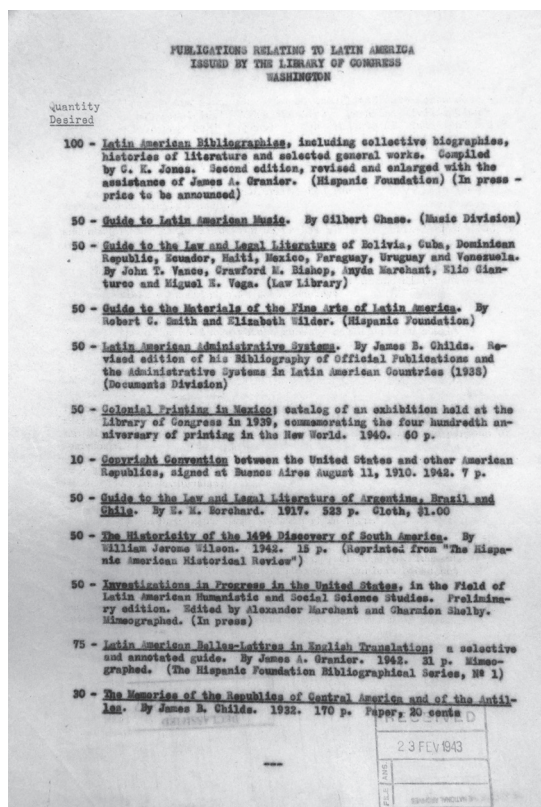 PUBLICATIONS RELATING TO LATIN AMERICA
ISSUED BY THE LIBRARY OF CONGRESS
WASHINGTON
Quantity
Desired
100 - Latin American Bibliographies, including collective biographies,
histories of literature and selected general works. Compiled
by C. K. Jones. Second edition, revised and enlarged with the
assistance of James A. Granier. (Hispanic Foundation) (In press -
price to be announced)
50 - Guide to Latin American Music. By Gilbert Chase. (Music Division)
50 - Guide to the Law and Legal Literature of Bolivia, Cuba, Dominican
Republic, Ecuador, Haiti, Mexico, Paraguay, Uruguay and Venezuela.
By John T. Vance, Crawford M. Bishop, Anyda Marchant, Elio Gian-
turco and Miguel E. Vega. (Law Library)
50 - Guide to the Materials of the Fine Arts of Latin America. By
Robert C. Smith and Elizabeth Wilder. (Hispanic Foundation)
50 - Latin American Administrative Systems. By James B. Childs. Re-
vised edition of his Bibliography of Official Publications and
the Administrative Systems in Latin American Countries (1938)
(Documents Division)
50 - Colonial Printing in Mexico; catalog of an exhibition held at the
Library of Congress in 1939, commemorating the four hundredth an-
niversary of printing in the New World. 1940. 60 p.
10 - Copyright Convention between the United States and other American
Republics, signed at Buenos Aires August 11, 1910. 1942. 7 p.
50 - Guide to the Law and Legal Literature of Argentina, Brazil and
Chile. By E. M. Borchard. 1917. 523 p. Cloth, $1.00
50 - The Historicity of the 1494 Discovery of South America. By
William Jerome Wilson. 1942. 15 p. (Reprinted from "The Hispa-
nic American Historical Review")
50 - Investigations in Progress in the United States, in the Field of
Latin American Humanistic and Social Science Studies. Prelimina-
ry edition. Edited by Alexander Marchant and Charmion Shelby.
Mimeographed. (In press)
75 - Latin American Belles-Lettres in English Translation; a selective
and annotated guide. By James A. Granier. 1942. 31 p. Mimeo-
graphed. (The Hispanic Foundation Bibliographical Series, Nº 1)
30 - The Memories of the Republics of Central America and of the Antil-
les. By James B. Childs. 1932. 170 p. Paper, 20 cents
RECEIVED
23 FEV 1943
ANS.
FILE